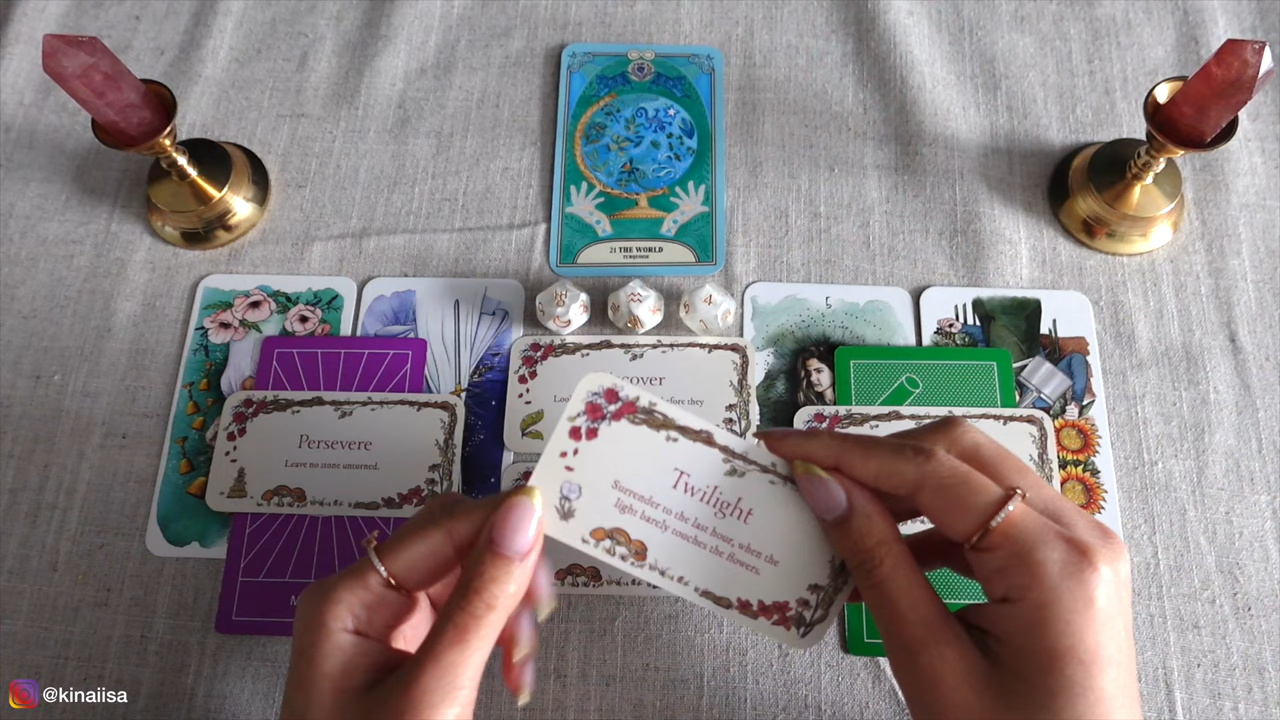 21 THE WORLD
TURQUOISE
5
4
Persevere
Leave no stone unturned.
Twilight
Surrender to the last hour, when the
light barely touches the flowers.
@kinaiisa